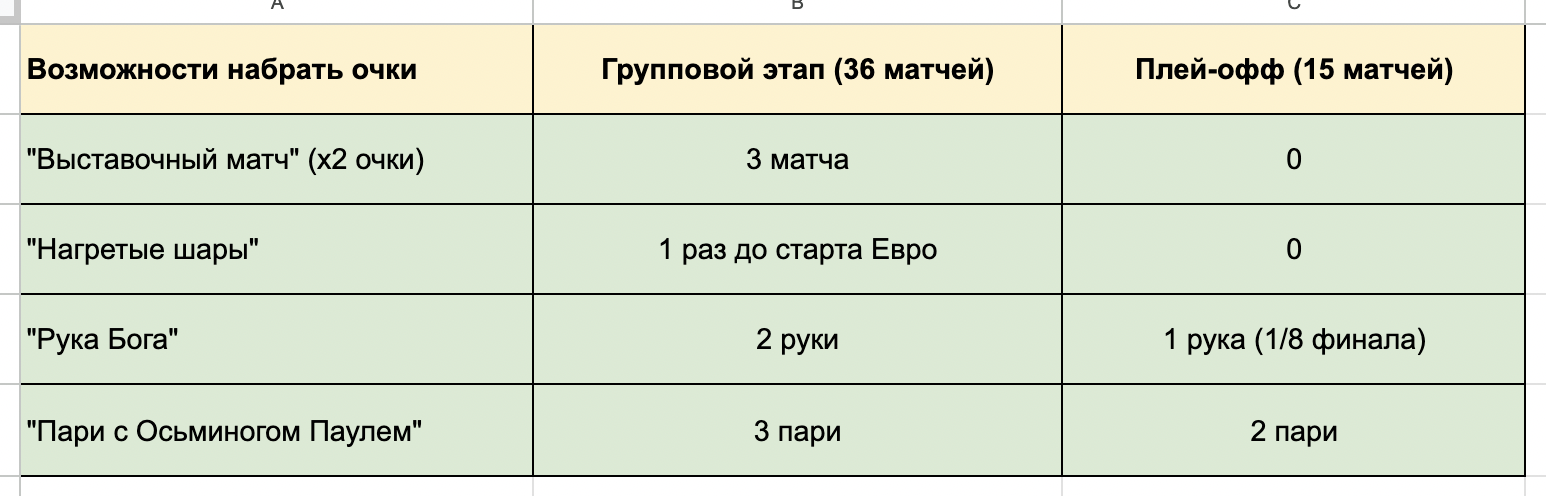 A B C
Возможности набрать очки Групповой этап (36 матчей) Плей-офф (15 матчей)
"Выставочный матч" (х2 очки) 3 матча 0
"Нагретые шары" 1 раз до старта Евро 0
"Рука Бога" 2 руки 1 рука (1/8 финала)
"Пари с Осьминогом Паулем" 3 пари 2 пари